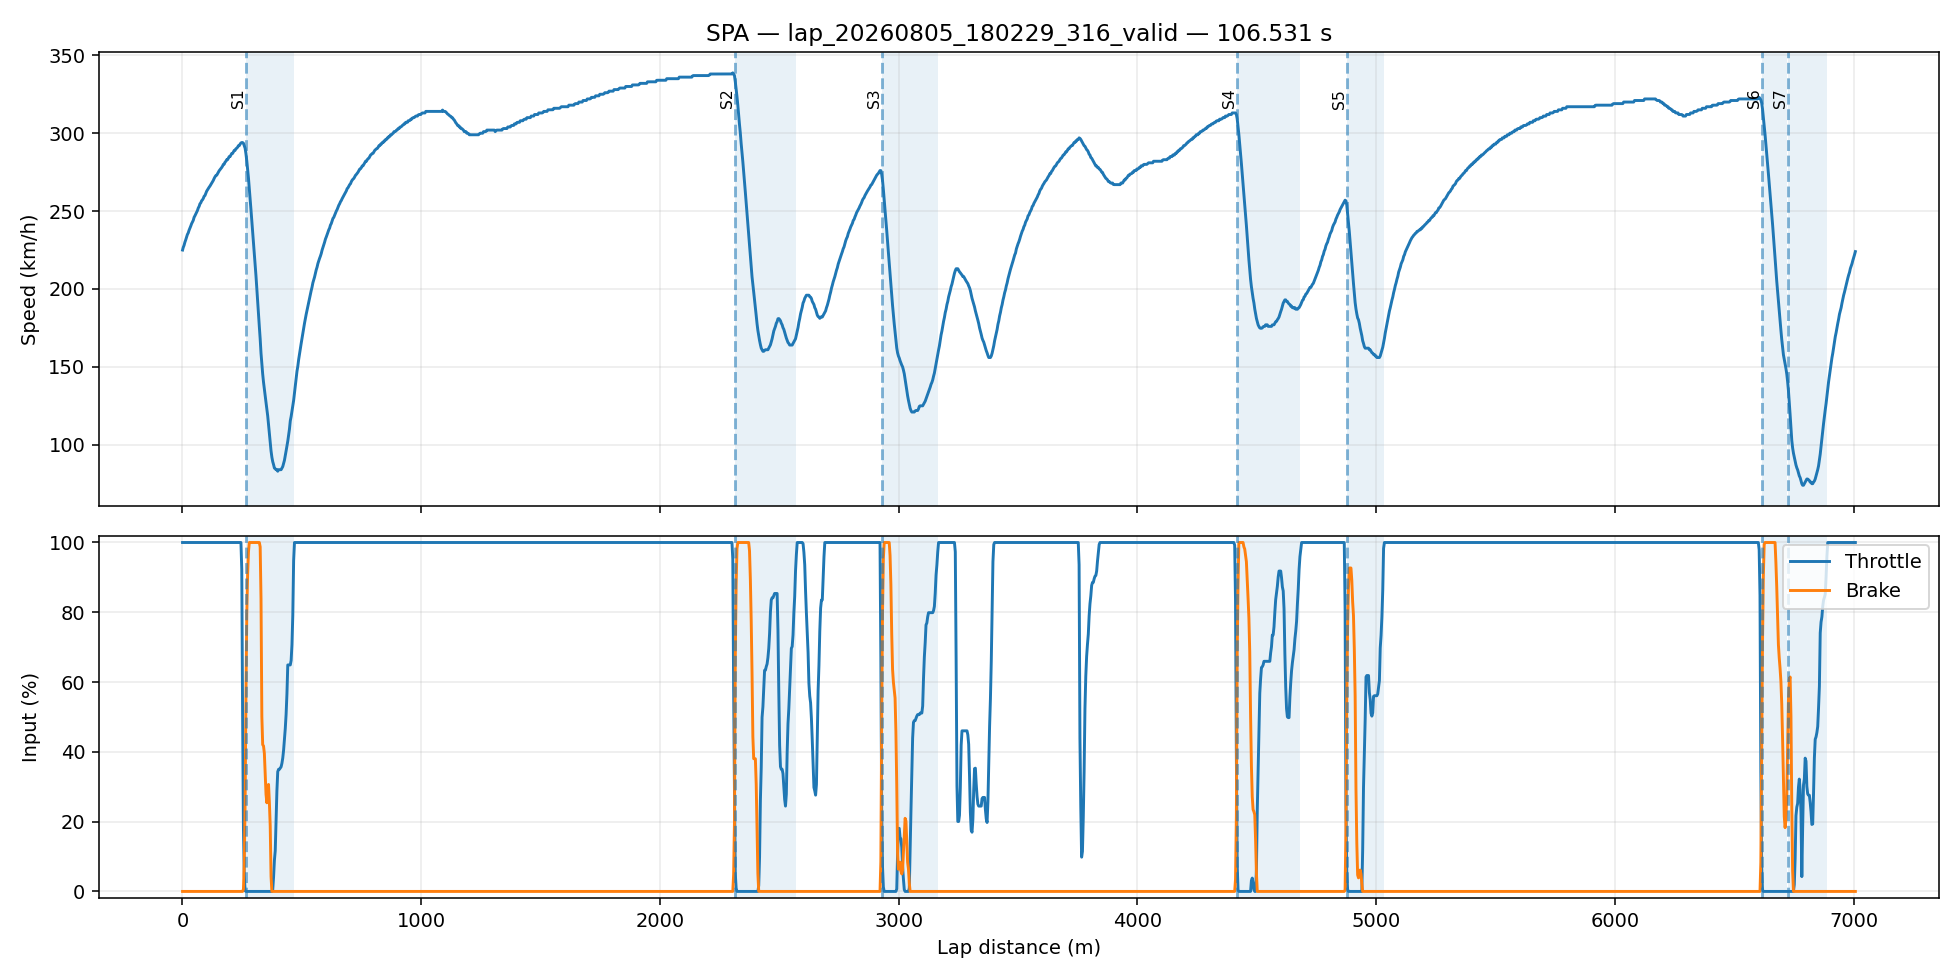 SPA — lap_20260805_180229_316_valid — 106.531 s
350
300
250
200
150
100
Speed (km/h)
S1
S2
S3
S4
S5
S6
S7
100
80
60
40
20
0
Input (%)
Throttle
Brake
0
1000
2000
3000
4000
5000
6000
7000
Lap distance (m)